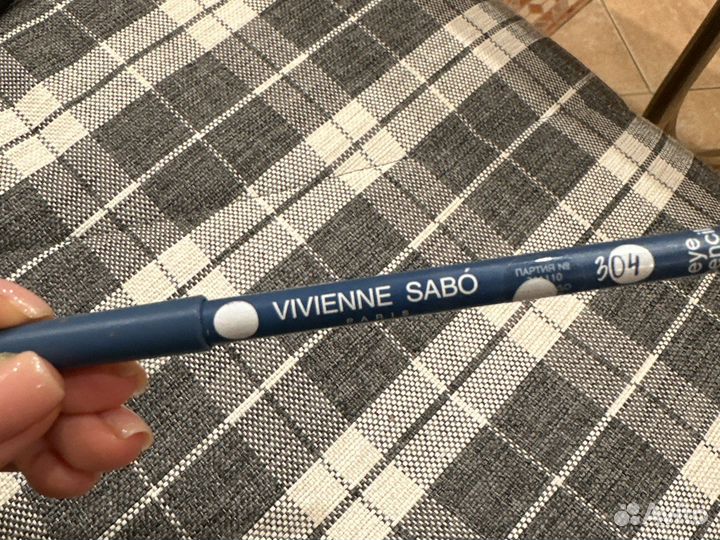 VIVIENNE SABÓ
PARIS
ПАРТИЯ №
304
eye
Avito